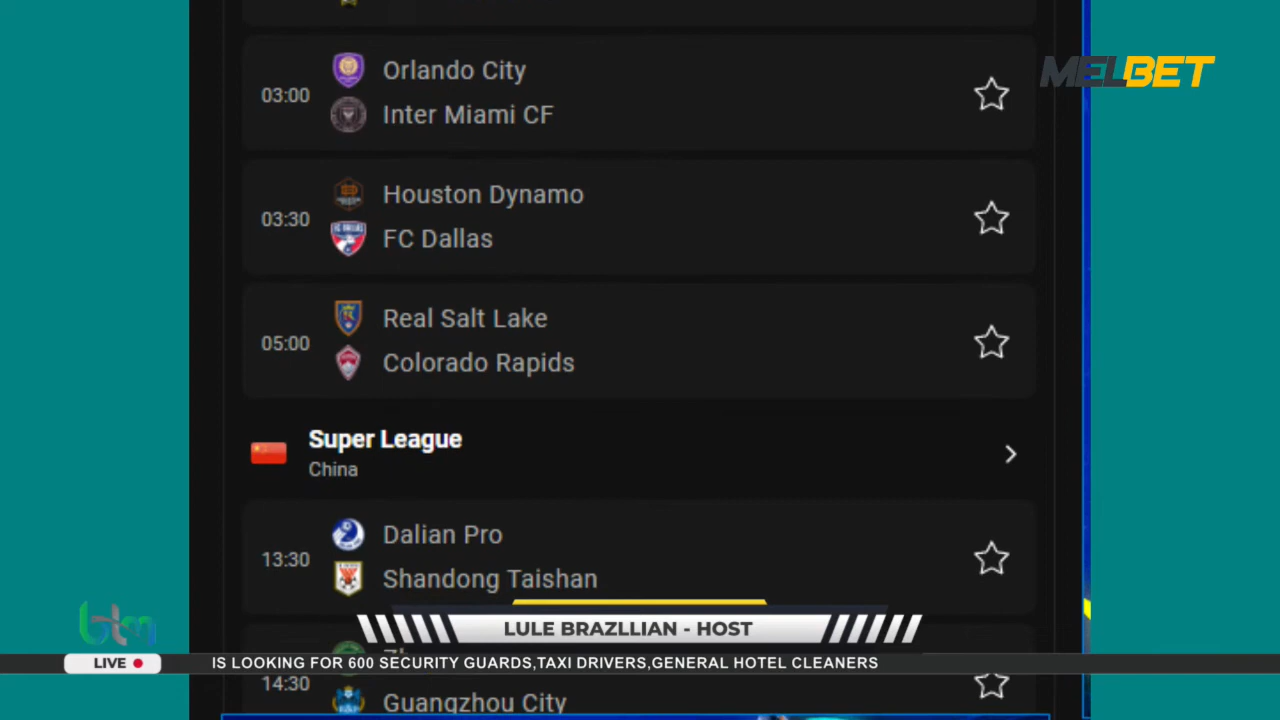 Orlando City
03:00
Inter Miami CF
MELBET
Houston Dynamo
03:30
FC Dallas
Real Salt Lake
05:00
Colorado Rapids
Super League
China
Dalian Pro
13:30
Shandong Taishan
btm
LULE BRAZLLIAN - HOST
LIVE
IS LOOKING FOR 600 SECURITY GUARDS,TAXI DRIVERS,GENERAL HOTEL CLEANERS
14:30
Guangzhou City